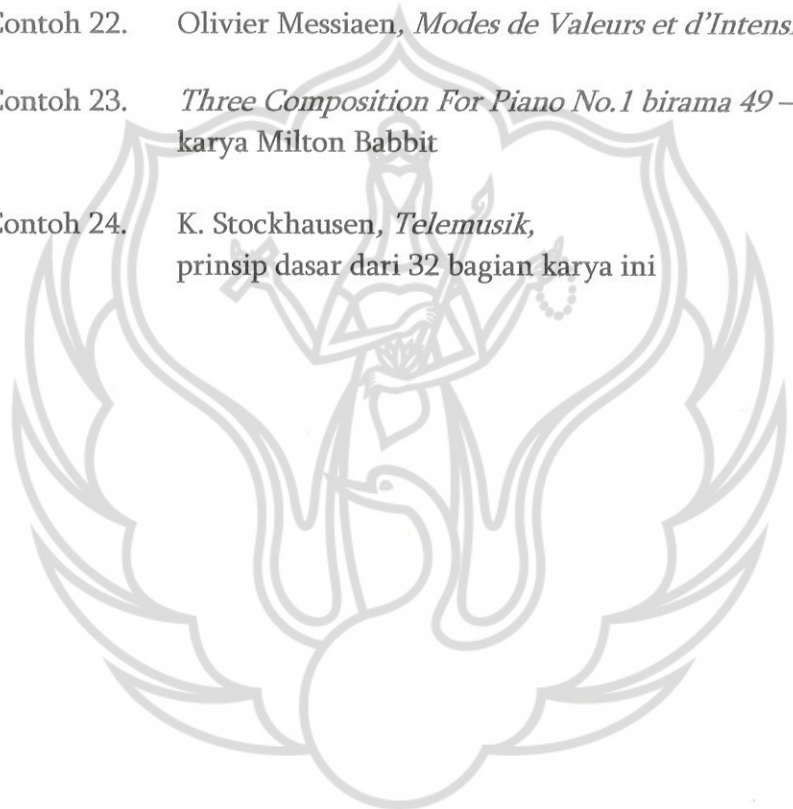 Contoh 22. Olivier Messiaen, Modes de Valeurs et d'Intensi
Contoh 23. Three Composition For Piano No.1 birama 49 –
karya Milton Babbit
Contoh 24. K. Stockhausen, Telemusik,
prinsip dasar dari 32 bagian karya ini